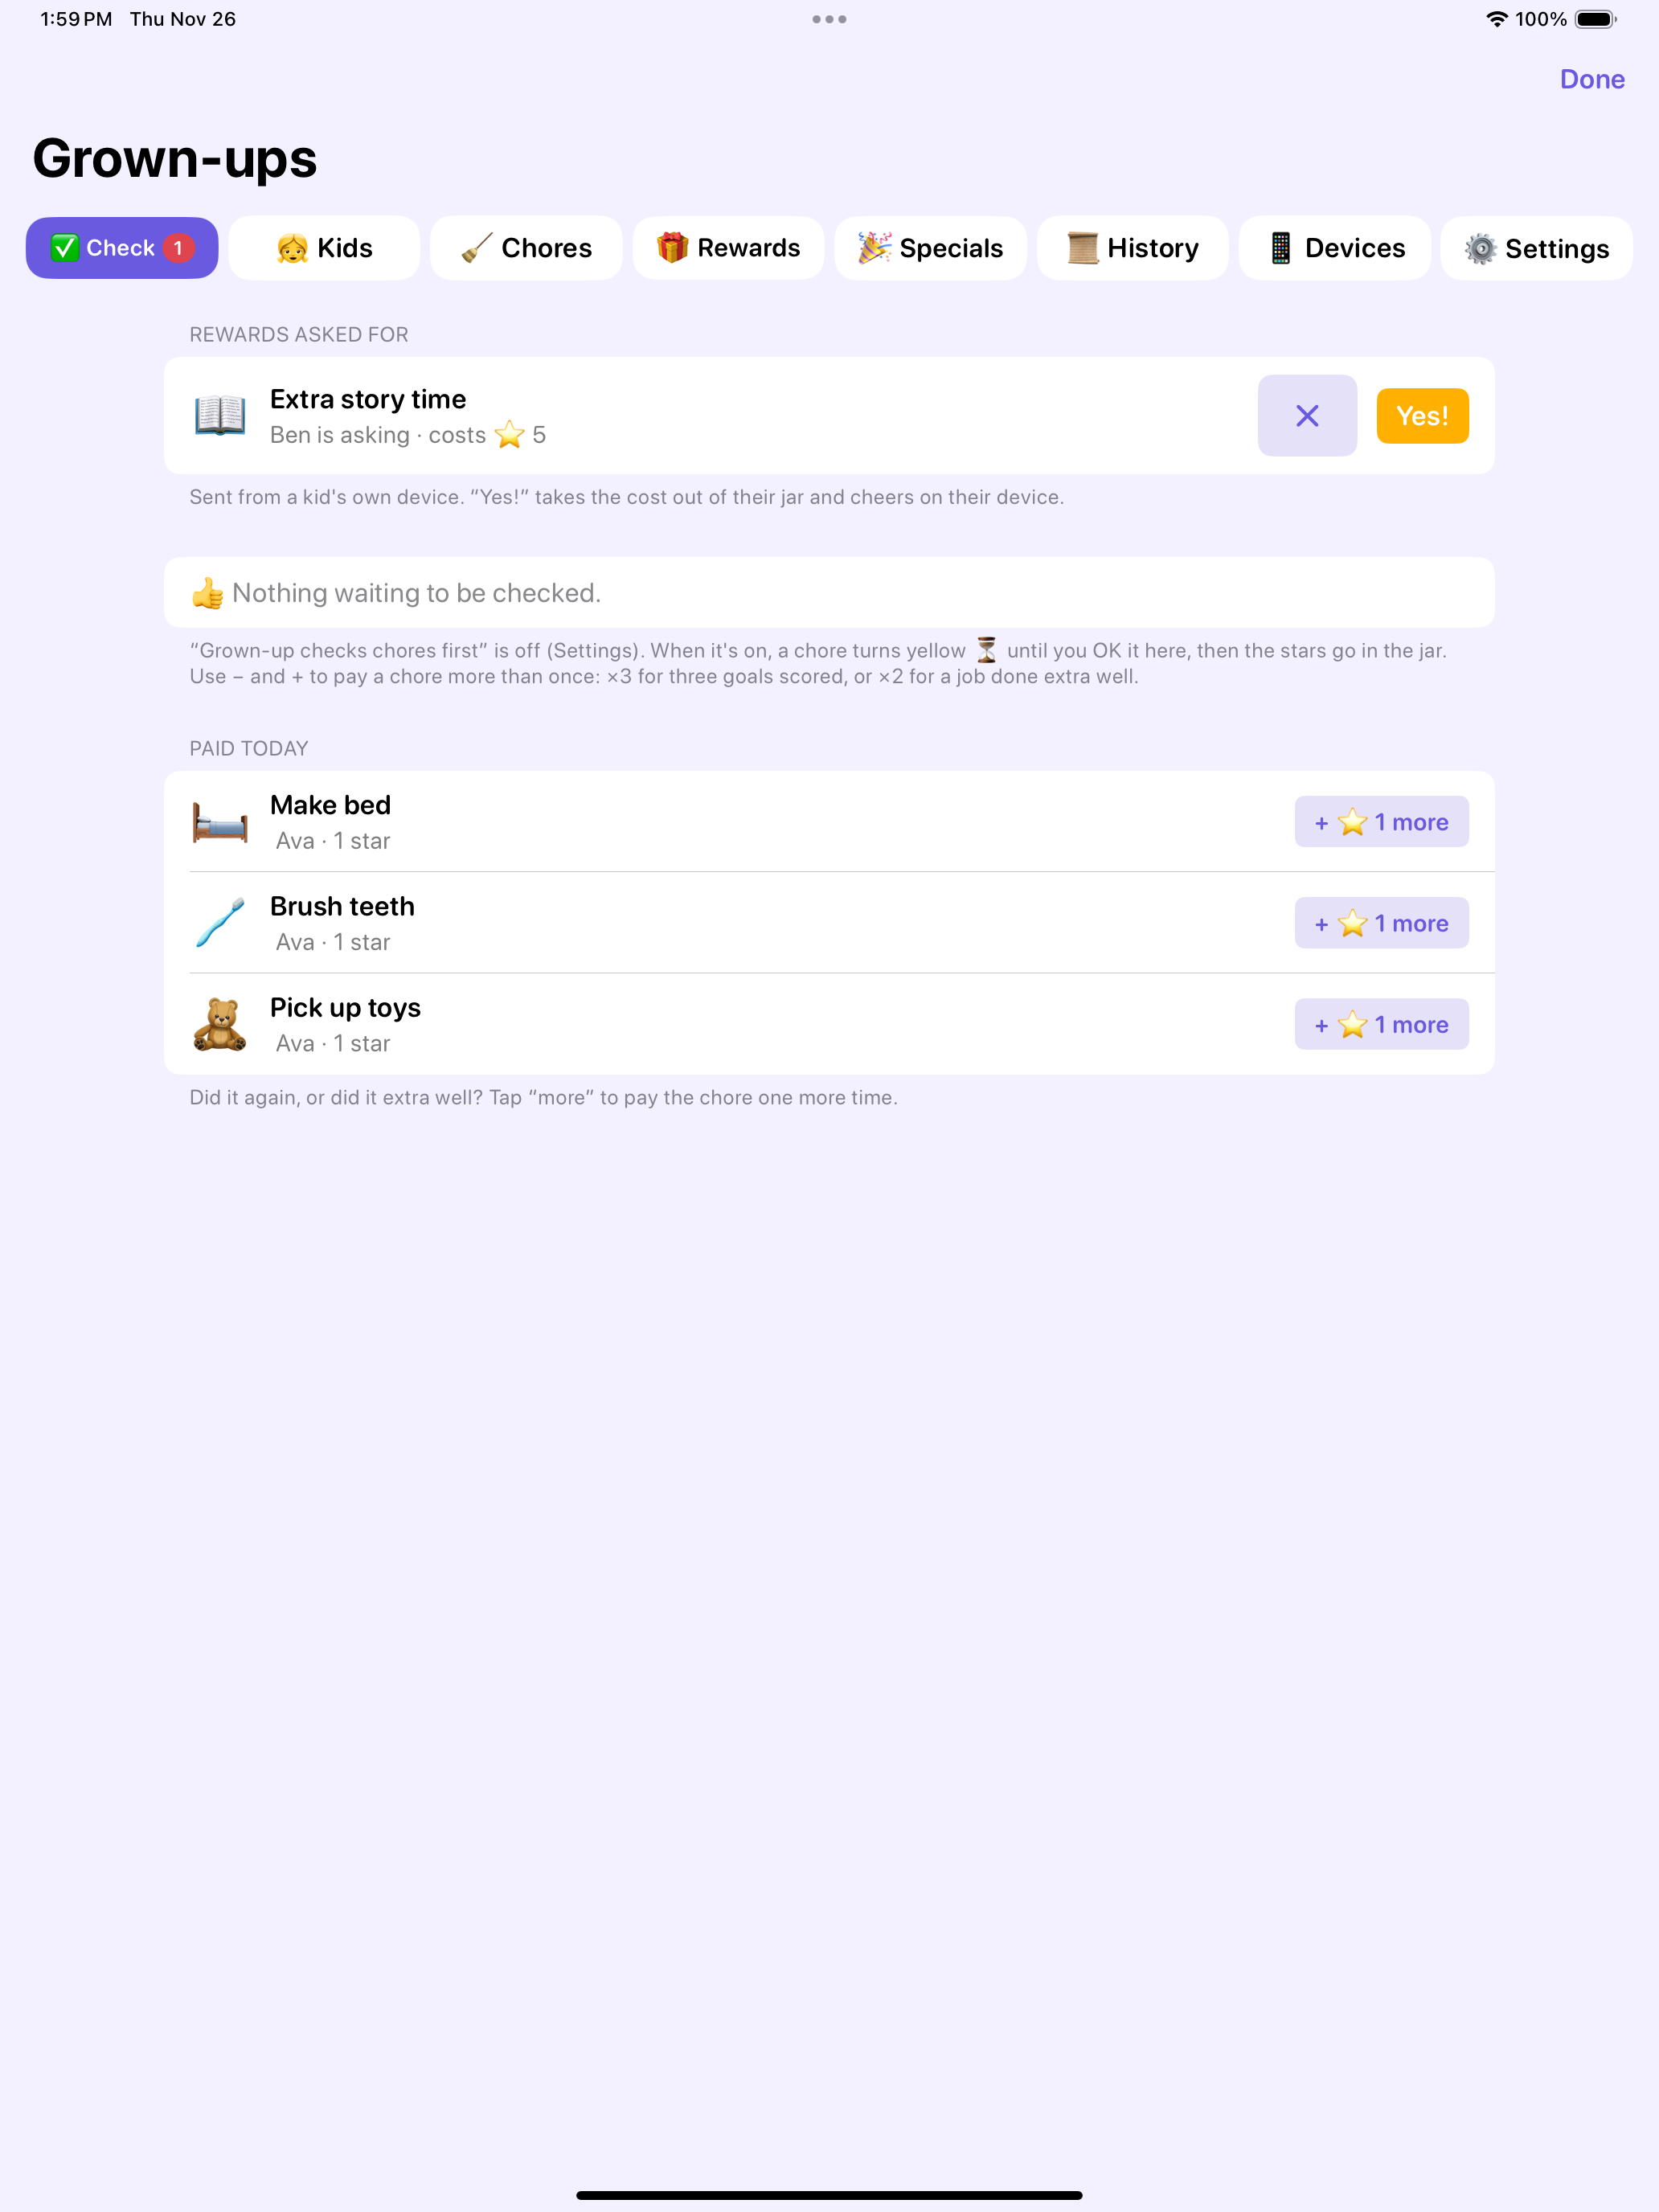 1:59 PM Thu Nov 26
100%
Done
Grown-ups
✅ Check 1
👧 Kids
🧹 Chores
🎁 Rewards
🎉 Specials
📜 History
📱 Devices
⚙️ Settings
REWARDS ASKED FOR
Extra story time
Ben is asking · costs ⭐ 5
Yes!
Sent from a kid's own device. “Yes!” takes the cost out of their jar and cheers on their device.
👍 Nothing waiting to be checked.
“Grown-up checks chores first” is off (Settings). When it's on, a chore turns yellow ⏳ until you OK it here, then the stars go in the jar.
Use − and + to pay a chore more than once: ×3 for three goals scored, or ×2 for a job done extra well.
PAID TODAY
Make bed
Ava · 1 star
+ ⭐ 1 more
Brush teeth
Ava · 1 star
+ ⭐ 1 more
Pick up toys
Ava · 1 star
+ ⭐ 1 more
Did it again, or did it extra well? Tap “more” to pay the chore one more time.